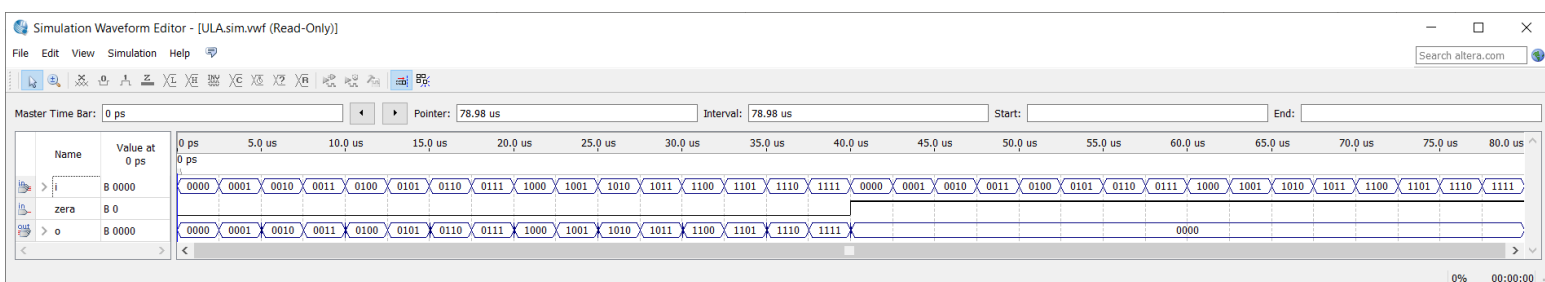 Simulation Waveform Editor - [ULA.sim.vwf (Read-Only)]
File Edit View Simulation Help
Search altera.com
Master Time Bar: 0 ps Pointer: 78.98 us Interval: 78.98 us Start: End:
Name Value at 0 ps 0 ps 5.0 us 10.0 us 15.0 us 20.0 us 25.0 us 30.0 us 35.0 us 40.0 us 45.0 us 50.0 us 55.0 us 60.0 us 65.0 us 70.0 us 75.0 us 80.0 us
0 ps
i B 0000 0000 0001 0010 0011 0100 0101 0110 0111 1000 1001 1010 1011 1100 1101 1110 1111 0000 0001 0010 0011 0100 0101 0110 0111 1000 1001 1010 1011 1100 1101 1110 1111
zera B 0
o B 0000 0000 0001 0010 0011 0100 0101 0110 0111 1000 1001 1010 1011 1100 1101 1110 1111 0000
0% 00:00:00